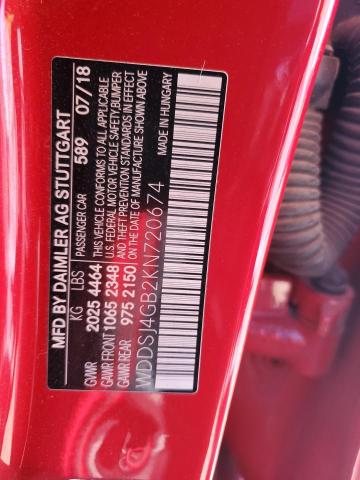 MFD BY DAIMLER AG STUTTGART
KG LBS PASSENGER CAR 589 07/18
GVWR 2025 4464 THIS VEHICLE CONFORMS TO ALL APPLICABLE
GAWR FRONT 1065 2348 U.S. FEDERAL MOTOR VEHICLE SAFETY, BUMPER
GAWR REAR 975 2150 & THEFT PREVENTION STANDARDS IN EFFECT
ON DATE OF MANUFACTURE SHOWN ABOVE
WDDSJ4GB2KN720674 MADE IN HUNGARY